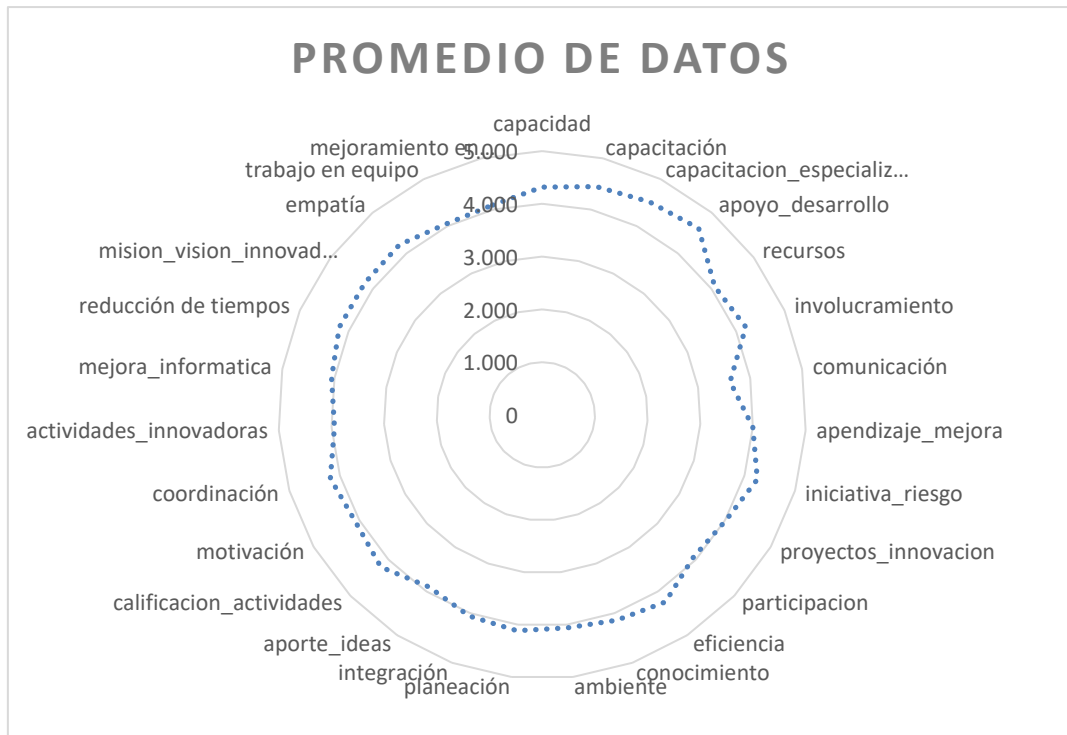 PROMEDIO DE DATOS
capacidad
capacitación
capacitacion_especializ...
apoyo_desarrollo
recursos
involucramiento
comunicación
apendizaje_mejora
iniciativa_riesgo
proyectos_innovacion
participacion
eficiencia
conocimiento
ambiente
planeación
integración
aporte_ideas
calificacion_actividades
motivación
coordinación
actividades_innovadoras
mejora_informatica
reducción de tiempos
mision_vision_innovad...
empatía
trabajo en equipo
mejoramiento en...
5.000
4.000
3.000
2.000
1.000
0